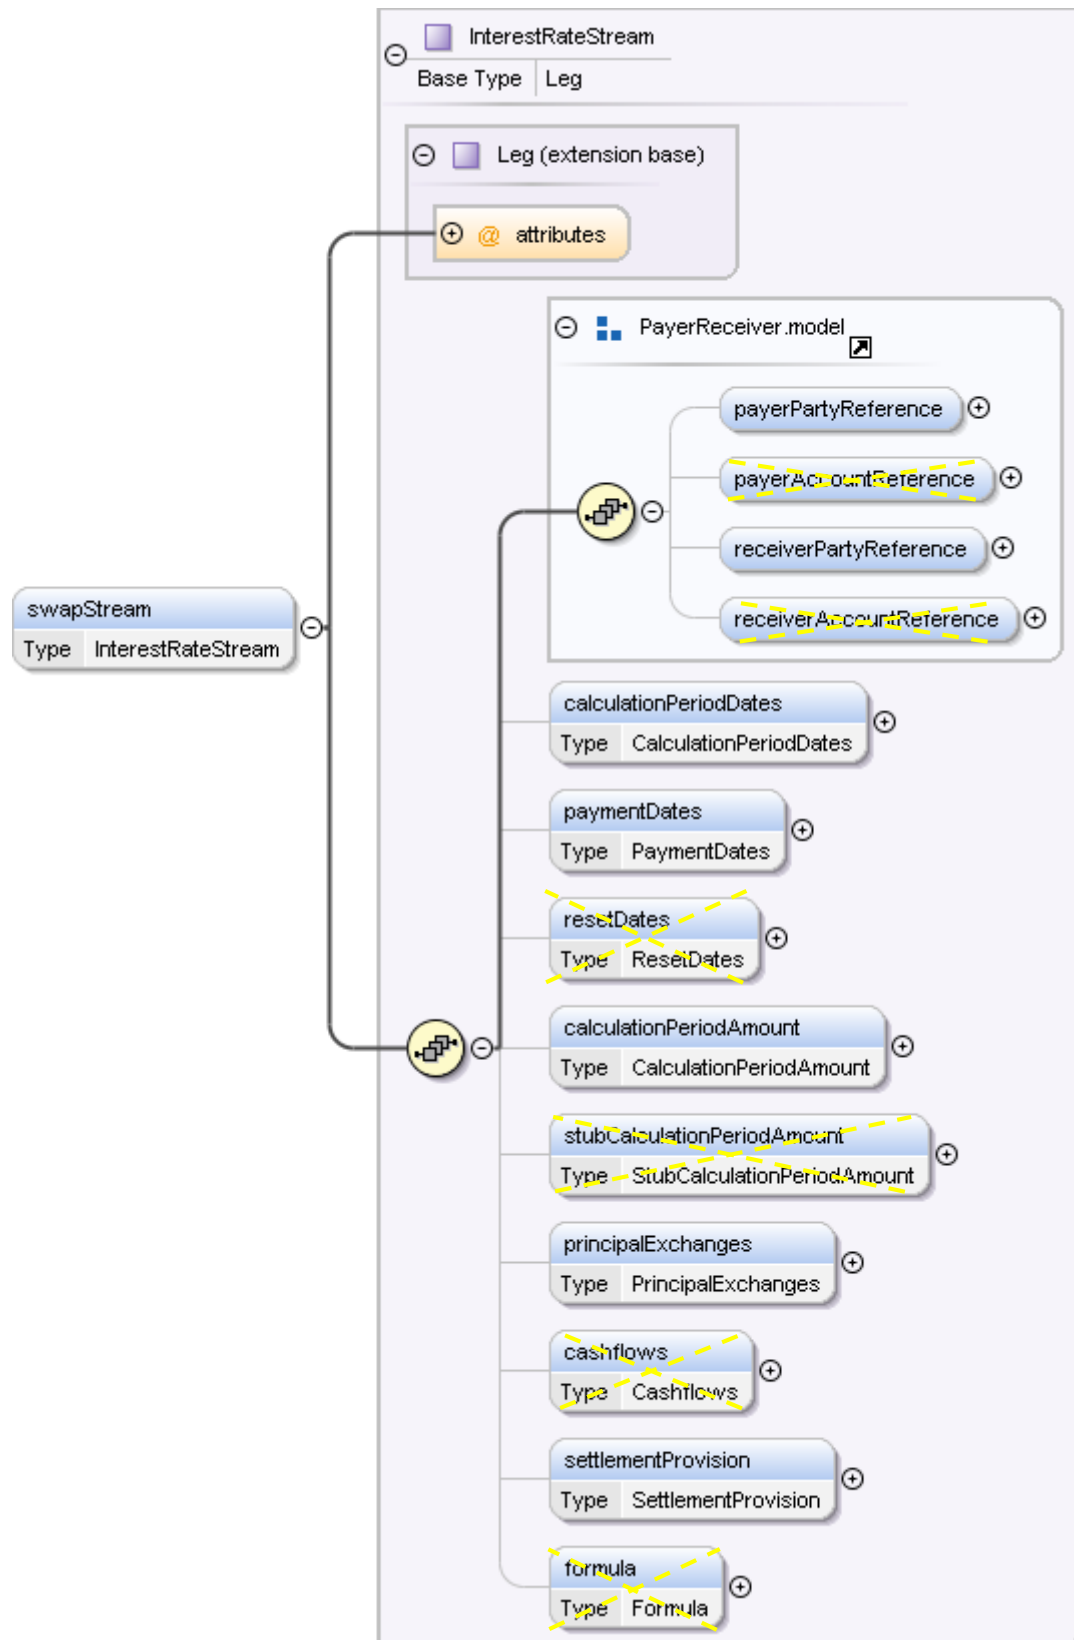 InterestRateStream
Base Type Leg
Leg (extension base)
@ attributes
PayerReceiver.model
payerPartyReference
payerAccountReference
receiverPartyReference
receiverAccountReference
swapStream
Type InterestRateStream
calculationPeriodDates
Type CalculationPeriodDates
paymentDates
Type PaymentDates
resetDates
Type ResetDates
calculationPeriodAmount
Type CalculationPeriodAmount
stubCalculationPeriodAmount
Type StubCalculationPeriodAmount
principalExchanges
Type PrincipalExchanges
cashflows
Type Cashflows
settlementProvision
Type SettlementProvision
formula
Type Formula